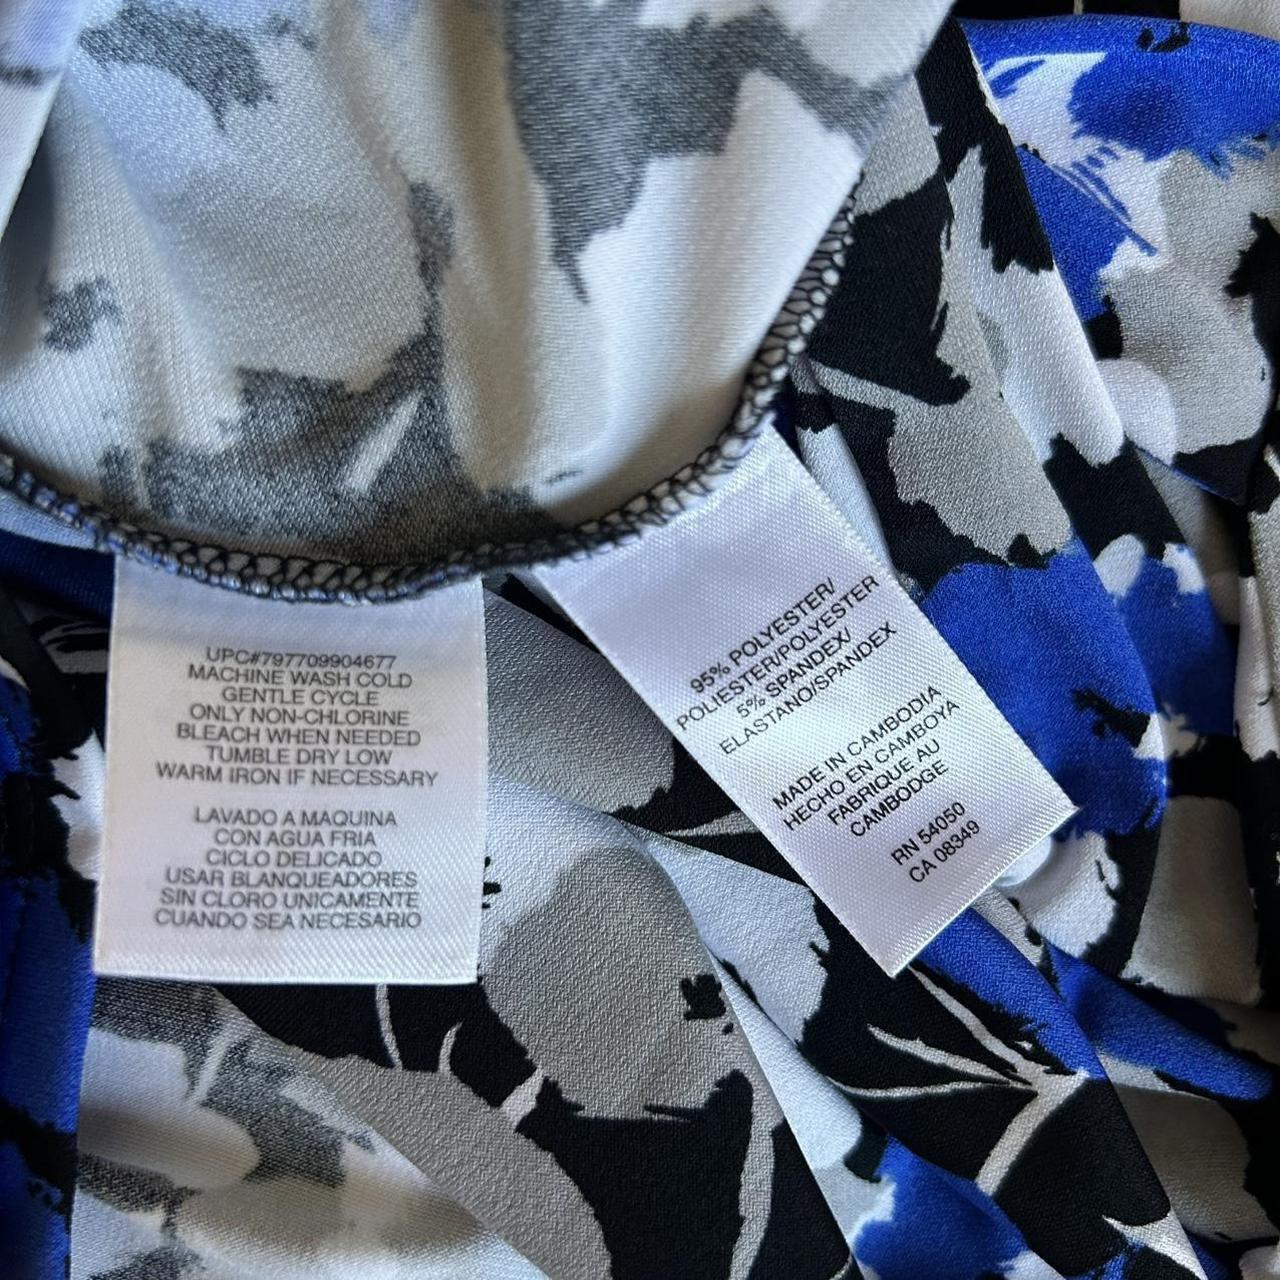 UPC#797709904677
MACHINE WASH COLD
GENTLE CYCLE
ONLY NON-CHLORINE
BLEACH WHEN NEEDED
TUMBLE DRY LOW
WARM IRON IF NECESSARY
LAVADO A MAQUINA
CON AGUA FRIA
CICLO DELICADO
USAR BLANQUEADORES
SIN CLORO UNICAMENTE
CUANDO SEA NECESARIO
95% POLYESTER/
POLIESTER/POLYESTER
5% SPANDEX/
ELASTANO/SPANDEX
MADE IN CAMBODIA
HECHO EN CAMBOYA
FABRIQUE AU
CAMBODGE
RN 54050
CA 08349